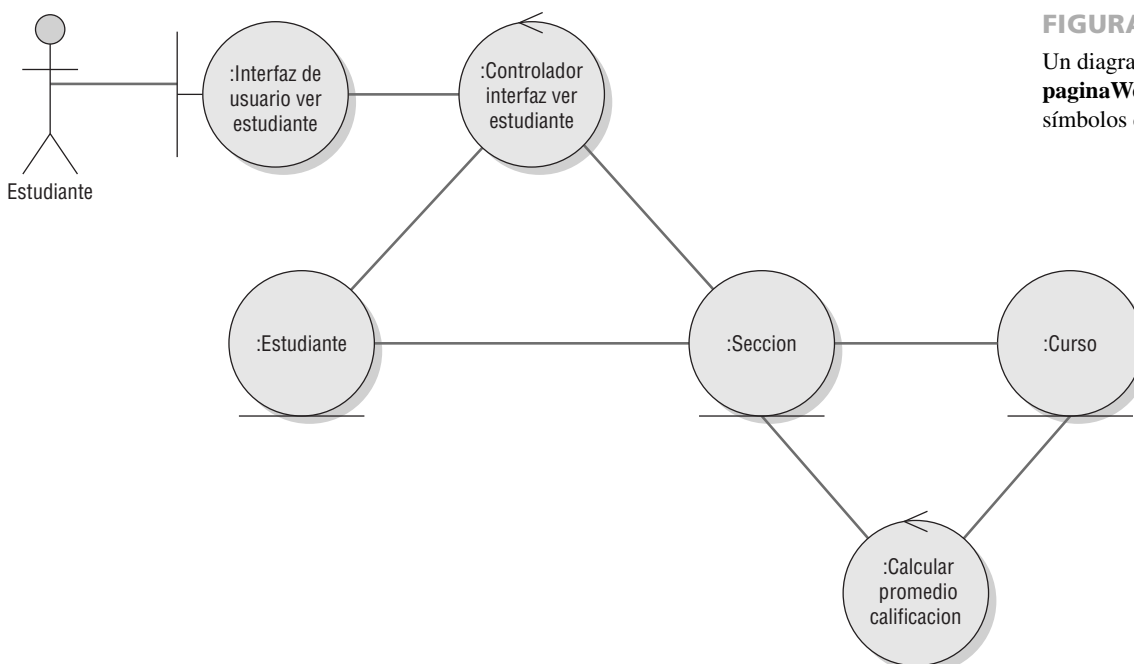 FIGURA
Un diagra
paginaWe
símbolos
:Interfaz de
usuario ver
estudiante
:Controlador
interfaz ver
estudiante
Estudiante
:Estudiante
:Seccion
:Curso
:Calcular
promedio
calificacion